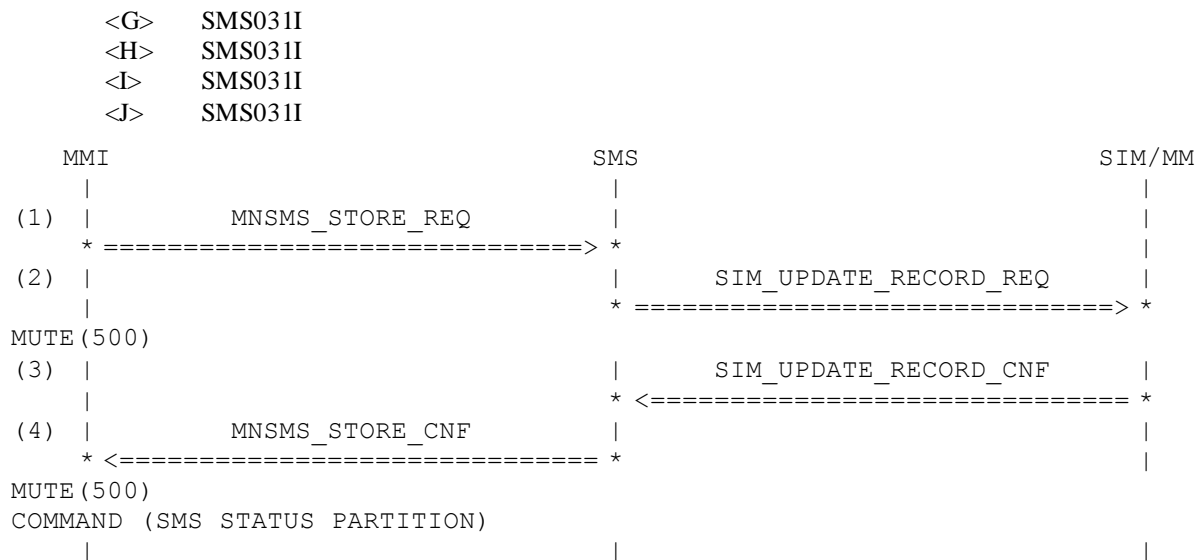 <G> SMS031I
<H> SMS031I
<I> SMS031I
<J> SMS031I
MMI SMS SIM/MM
| | |
(1) | MNSMS_STORE_REQ | |
* ==============================> * |
(2) | | SIM_UPDATE_RECORD_REQ |
| * ==============================> *
MUTE(500)
(3) | | SIM_UPDATE_RECORD_CNF |
| * <============================== *
(4) | MNSMS_STORE_CNF | |
* <============================== * |
MUTE(500)
COMMAND (SMS STATUS PARTITION)
| | |